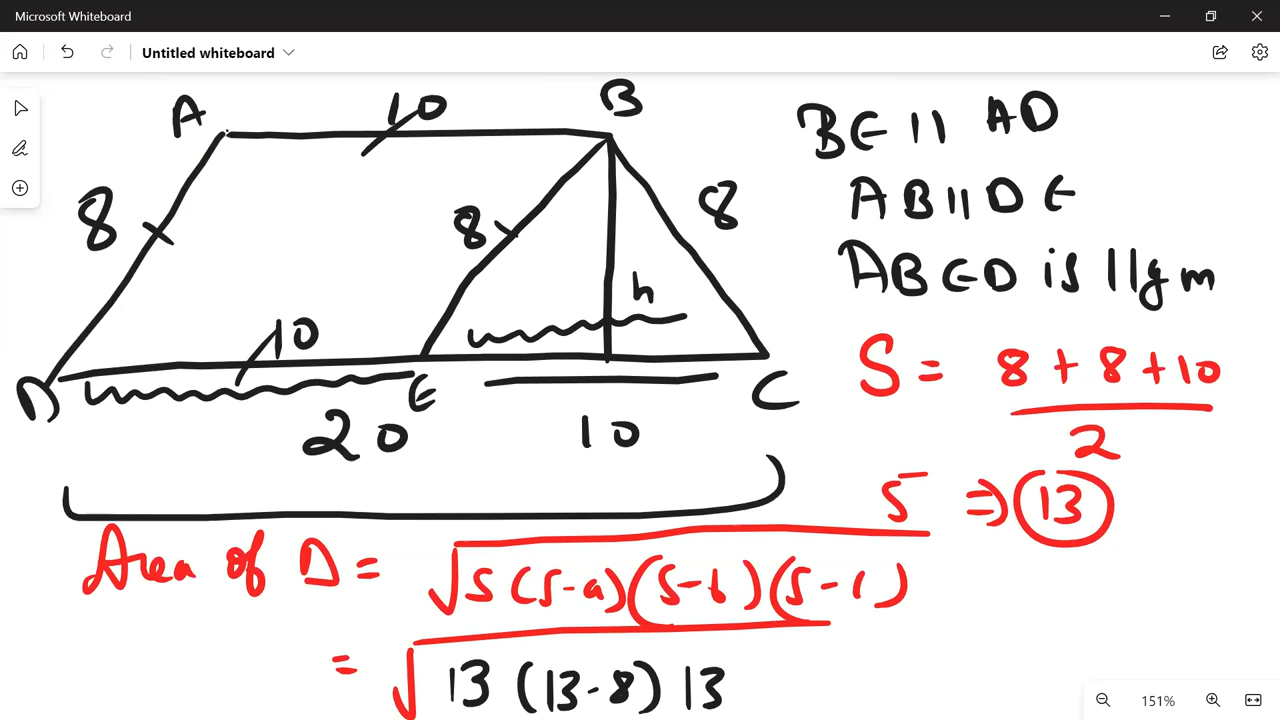 Microsoft Whiteboard
Untitled whiteboard
A 10 B
8 8 8
h
10
D E C
20 10
BE || AD
AB || DE
ABED is ||gm
S = 8 + 8 + 10
2
S ⇒ 13
Area of Δ = √S(S-a)(S-b)(S-c)
= √13 (13-8) 13
151%